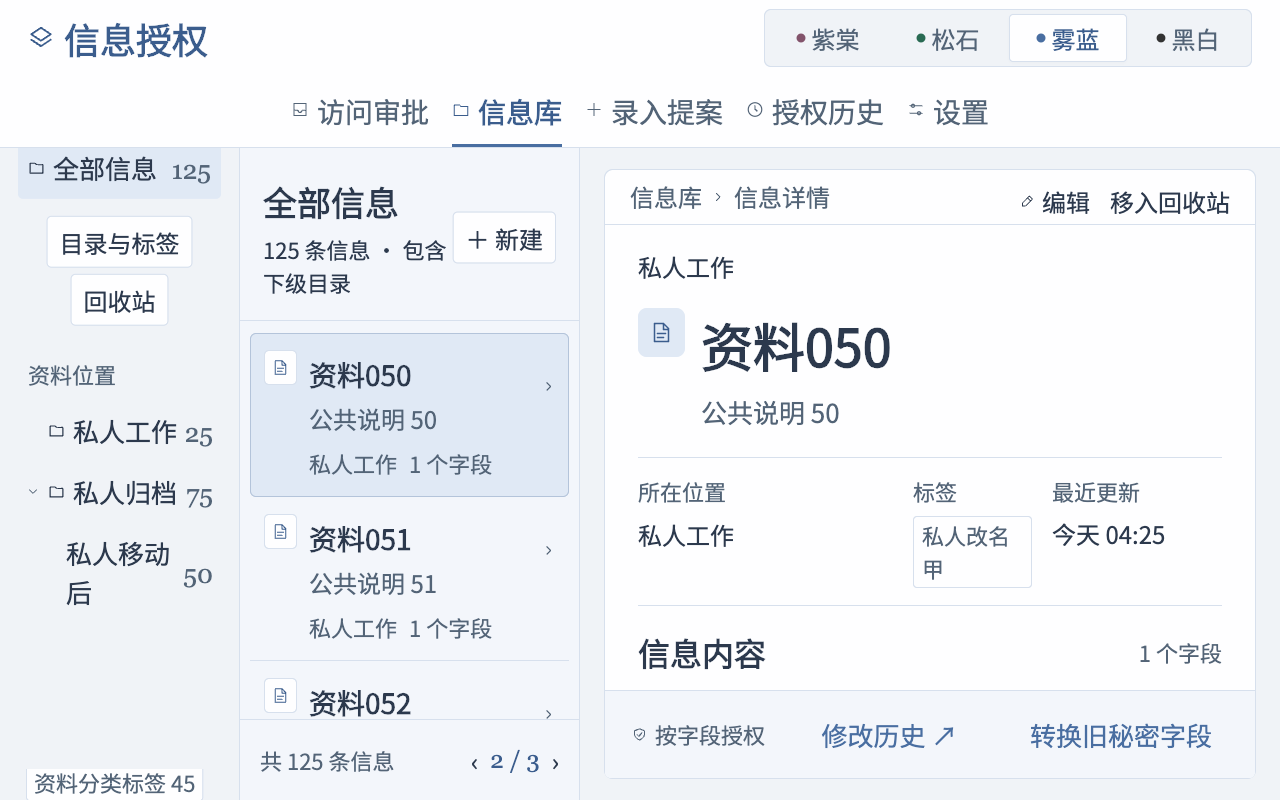 信息授权
紫棠 松石 雾蓝 黑白
访问审批 信息库 录入提案 授权历史 设置
全部信息 125
目录与标签
回收站
资料位置
私人工作 25
私人归档 75
私人移动
后 50
资料分类标签 45
全部信息
125 条信息 · 包含
下级目录
+ 新建
资料050
公共说明 50
私人工作 1 个字段
资料051
公共说明 51
私人工作 1 个字段
资料052
共 125 条信息 ‹ 2 / 3 ›
信息库 › 信息详情 编辑 移入回收站
私人工作
资料050
公共说明 50
所在位置 标签 最近更新
私人工作 私人改名 今天 04:25
甲
信息内容 1 个字段
按字段授权 修改历史 ↗ 转换旧秘密字段